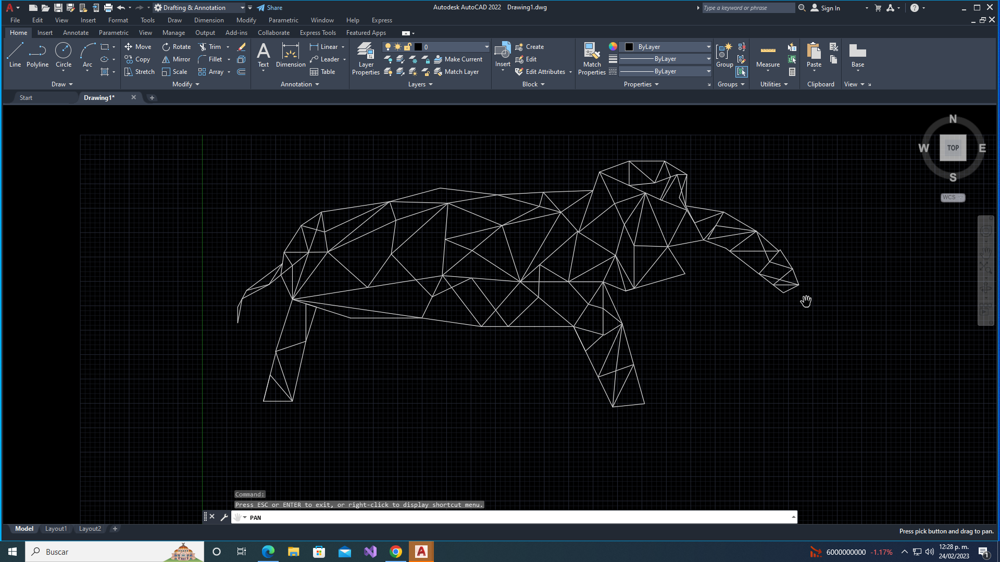 Drafting & Annotation
Share
Autodesk AutoCAD 2022 Drawing1.dwg
Type a keyword or phrase
Sign In
File Edit View Insert Format Tools Draw Dimension Modify Parametric Window Help Express
Home Insert Annotate Parametric View Manage Output Add-ins Collaborate Express Tools Featured Apps
Line Polyline Circle Arc
Draw
Move Rotate Trim
Copy Mirror Fillet
Stretch Scale Array
Modify
Text Dimension
Linear
Leader
Table
Annotation
Layer Properties
0
Make Current
Match Layer
Layers
Insert
Create
Edit
Edit Attributes
Block
Match Properties
ByLayer
ByLayer
ByLayer
Properties
Group
Groups
Measure
Utilities
Paste
Clipboard
Base
View
Start Drawing1*
N
W TOP E
S
WCS
Command:
Press ESC or ENTER to exit, or right-click to display shortcut menu.
PAN
Model Layout1 Layout2
Press pick button and drag to pan.
Buscar
6000000000 -1.17%
12:28 p. m.
24/02/2023
1